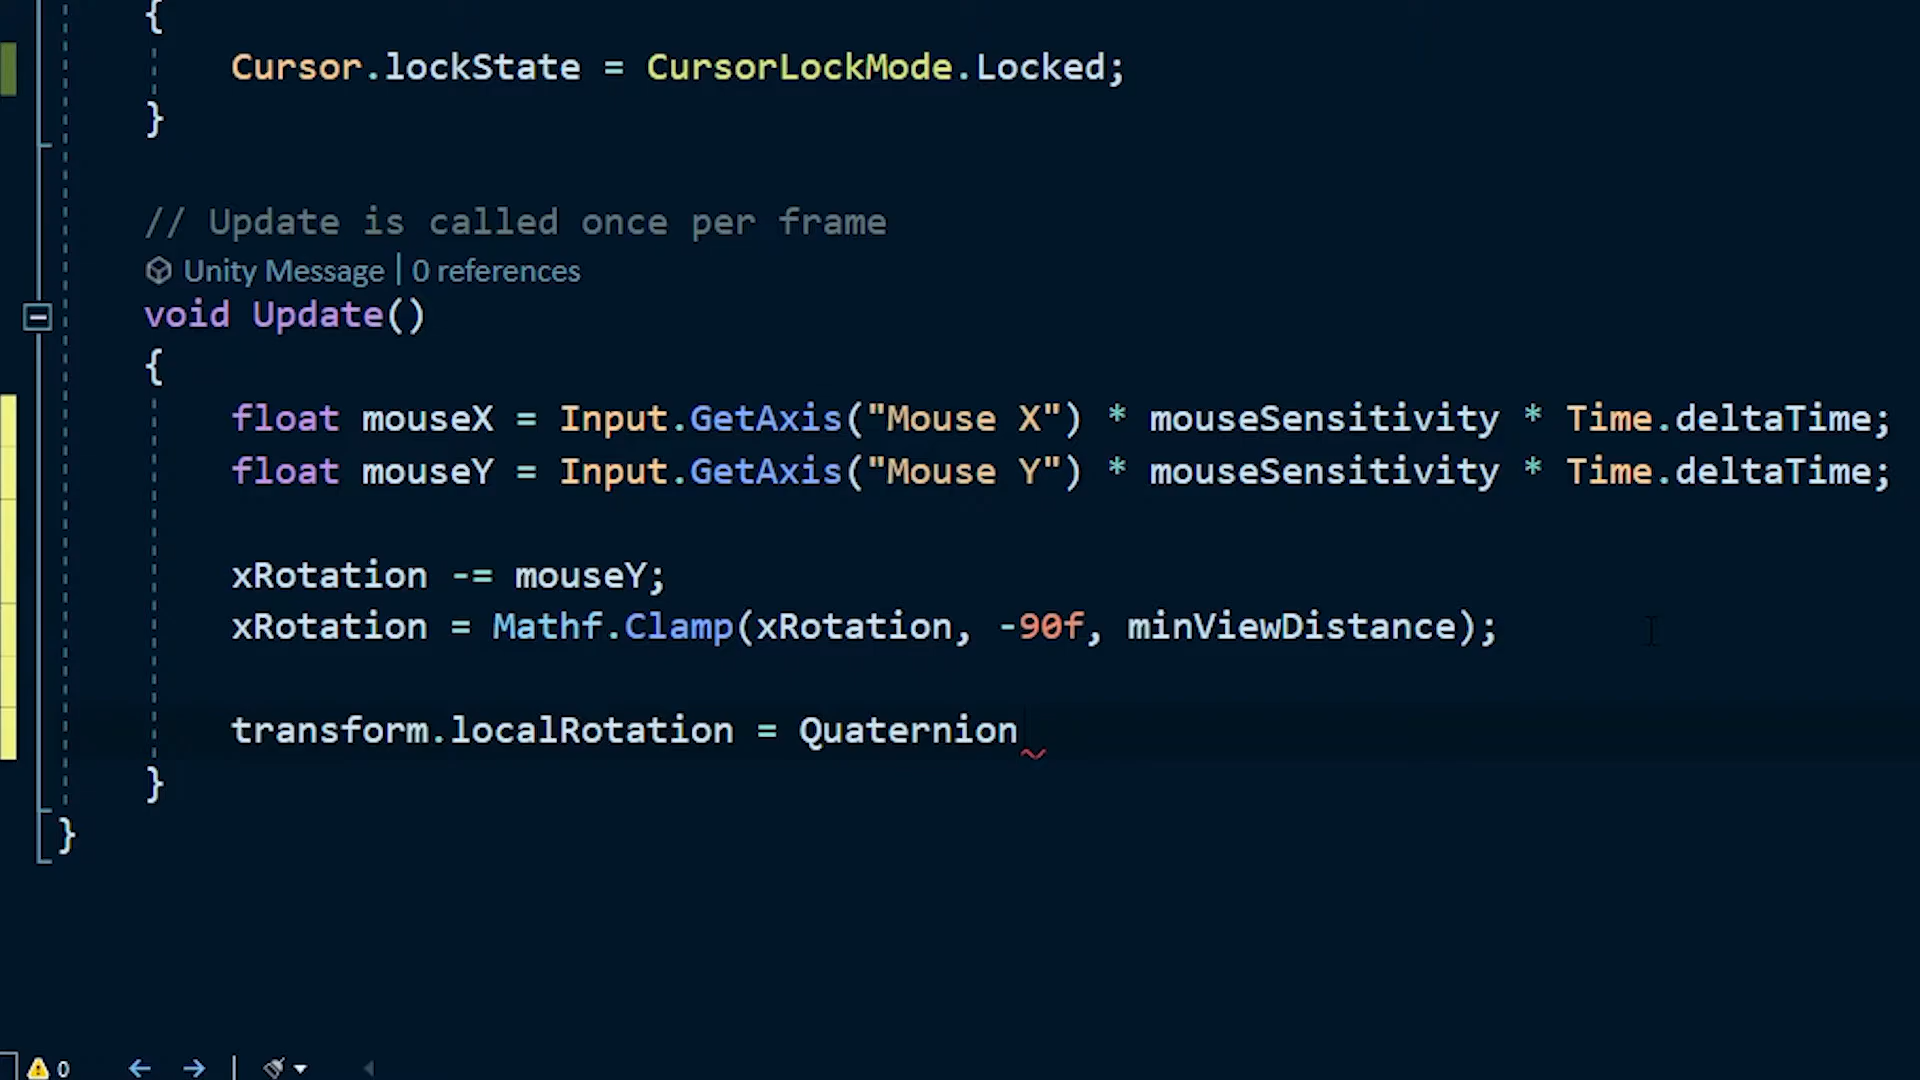 {
Cursor.lockState = CursorLockMode.Locked;
}
// Update is called once per frame
Unity Message | 0 references
void Update()
{
float mouseX = Input.GetAxis("Mouse X") * mouseSensitivity * Time.deltaTime;
float mouseY = Input.GetAxis("Mouse Y") * mouseSensitivity * Time.deltaTime;
xRotation -= mouseY;
xRotation = Mathf.Clamp(xRotation, -90f, minViewDistance);
transform.localRotation = Quaternion
}
}
0